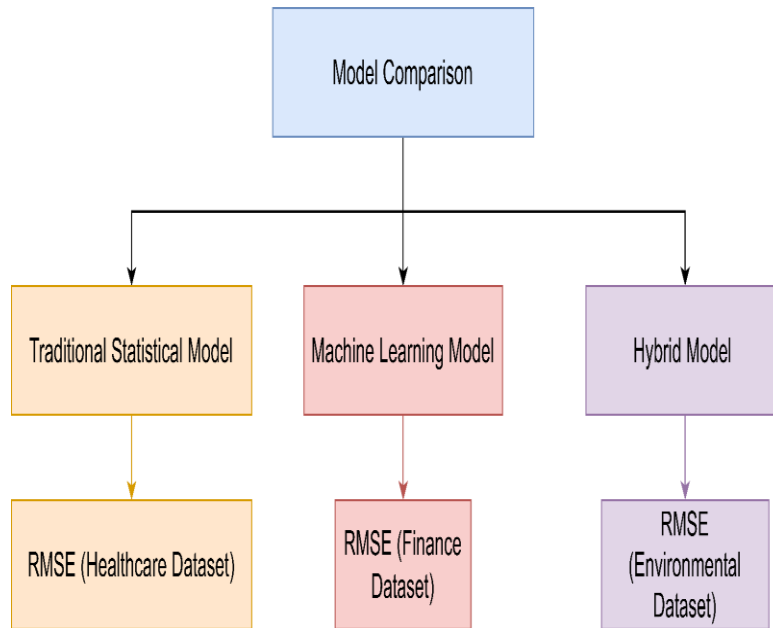 Model Comparison
Traditional Statistical Model
Machine Learning Model
Hybrid Model
RMSE (Healthcare Dataset)
RMSE (Finance
Dataset)
RMSE
(Environmental
Dataset)